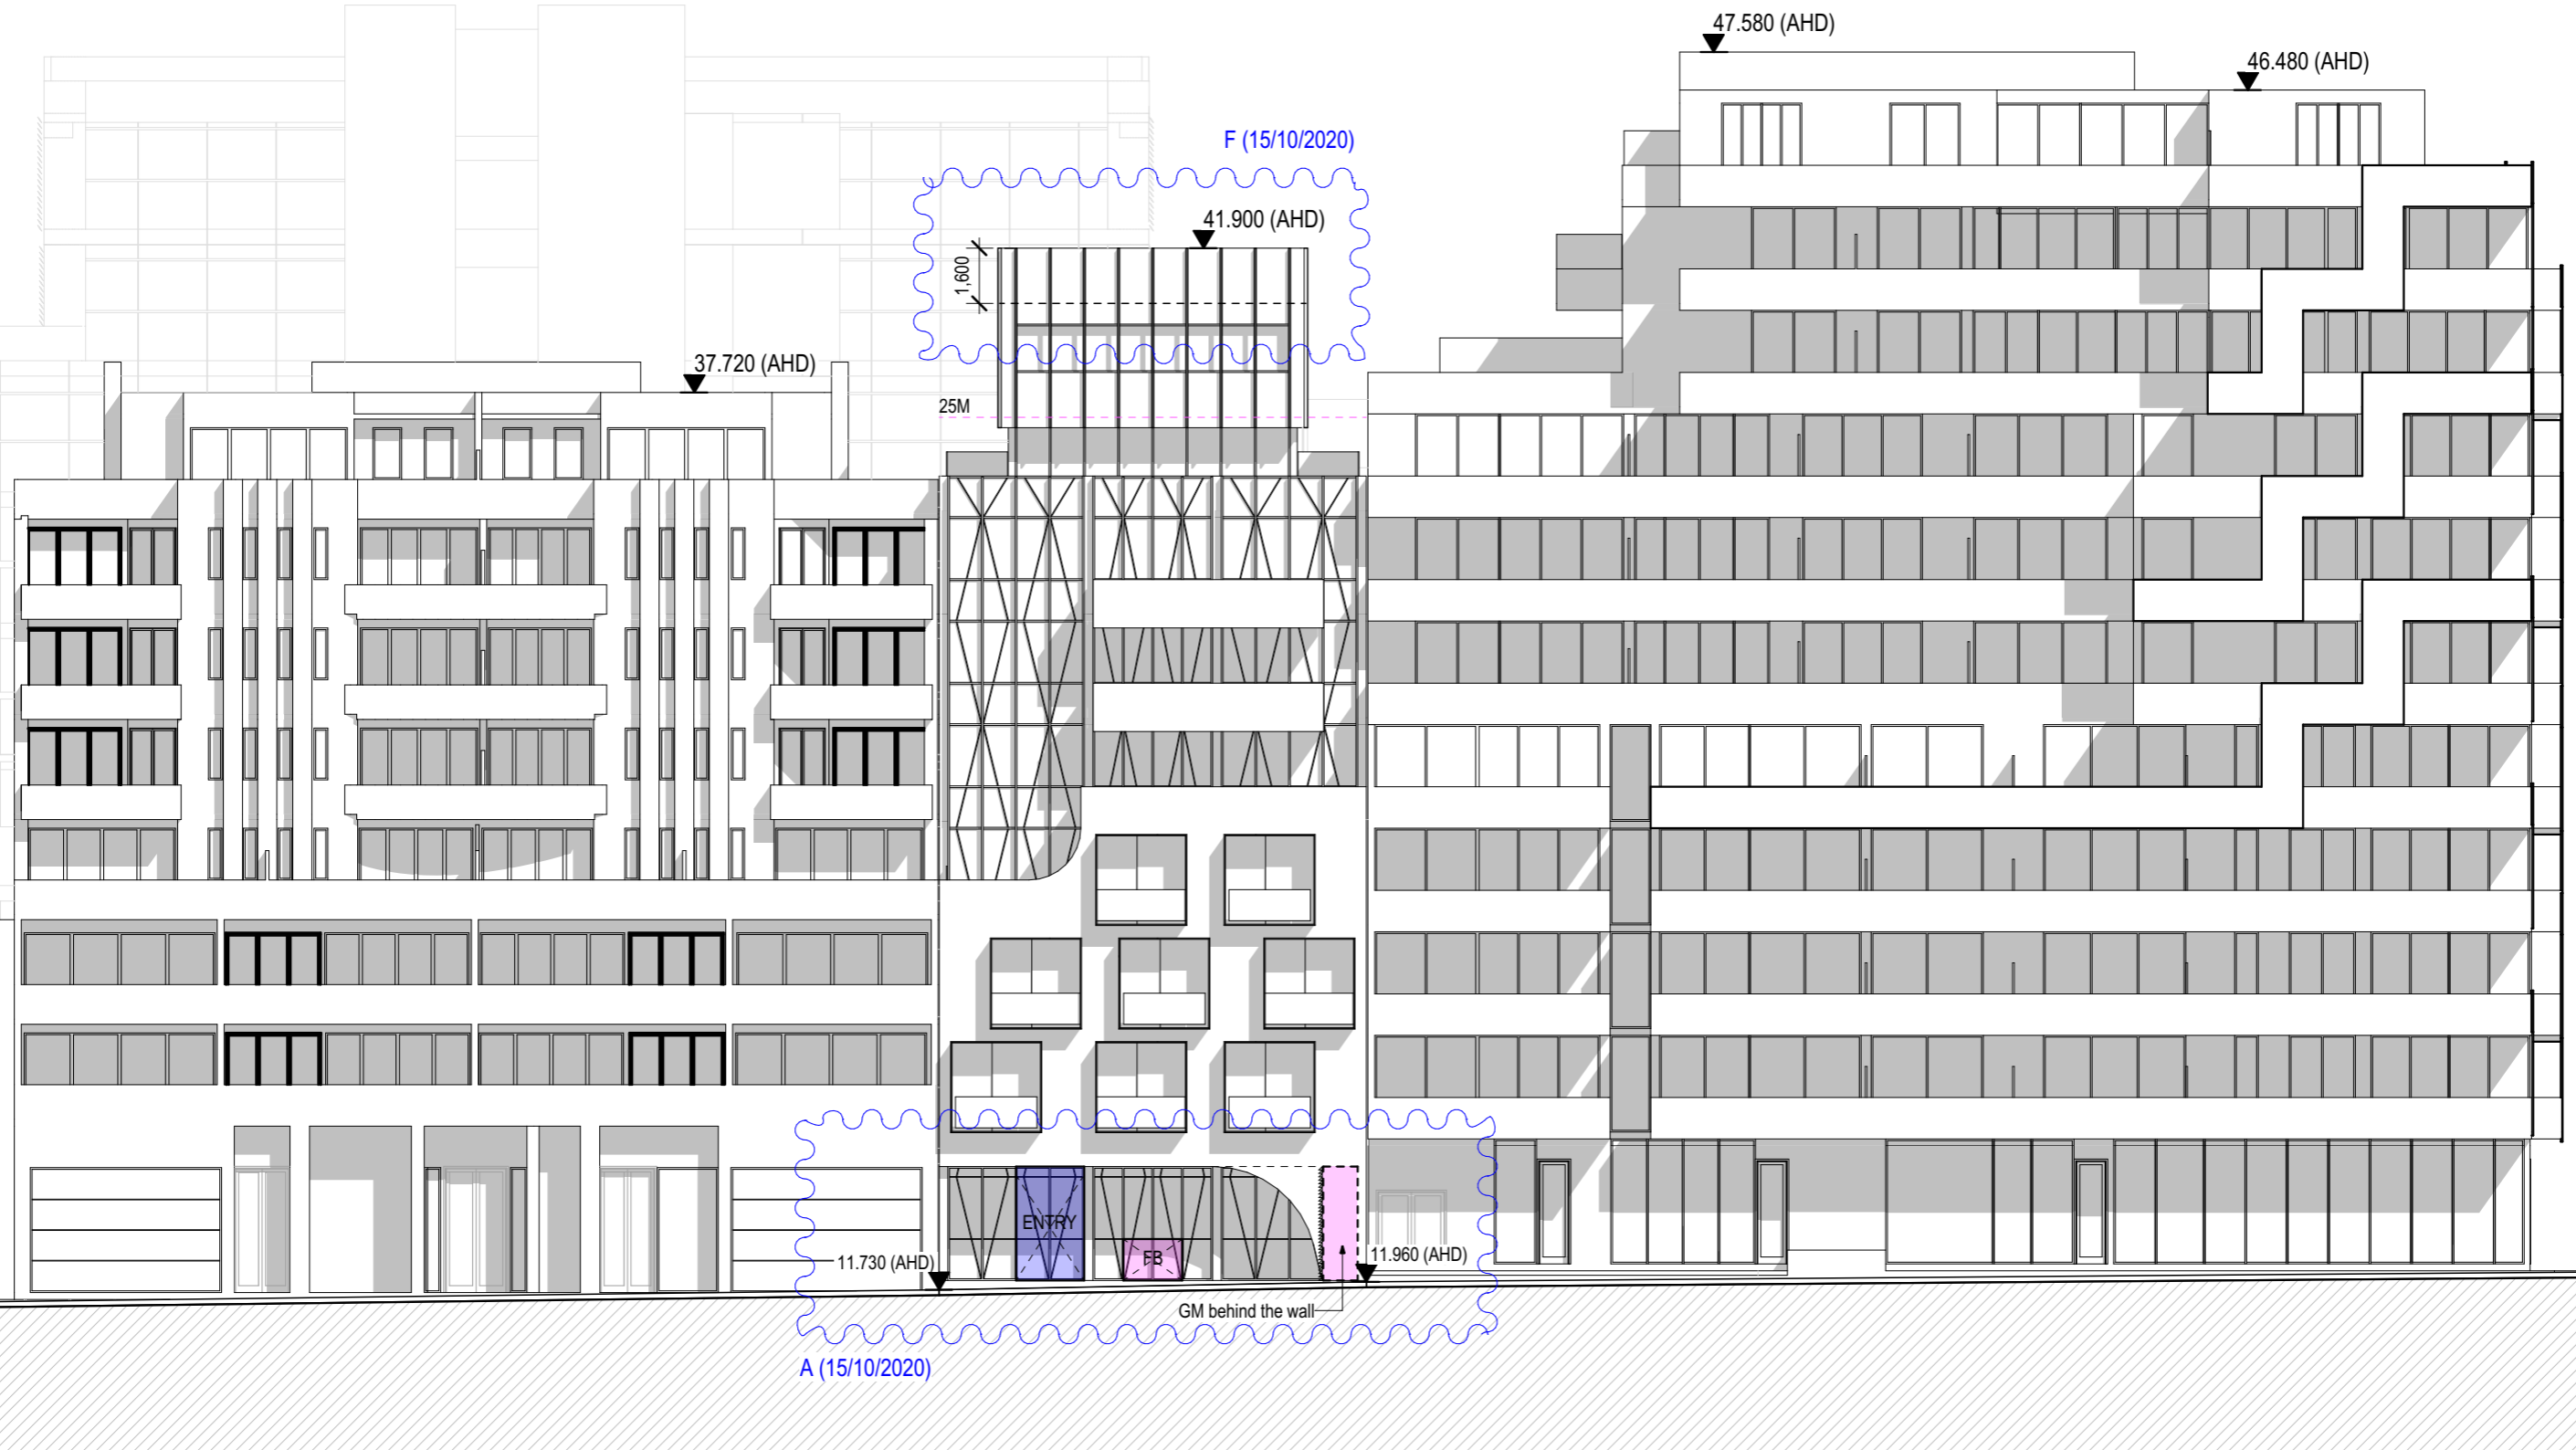 47.580 (AHD)
46.480 (AHD)
F (15/10/2020)
41.900 (AHD)
1,600
37.720 (AHD)
25M
ENTRY
FB
11.730 (AHD)
11.960 (AHD)
GM behind the wall
A (15/10/2020)